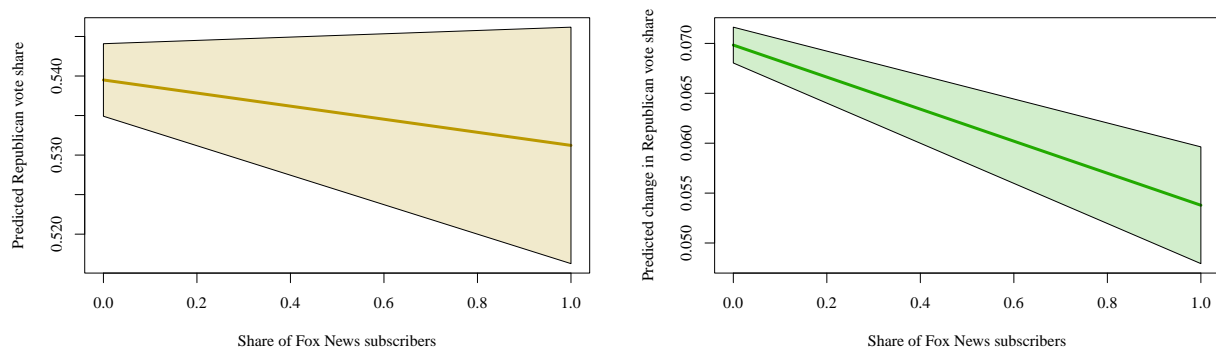 Predicted Republican vote share
0.540
0.530
0.520
0.0 0.2 0.4 0.6 0.8 1.0
Share of Fox News subscribers
Predicted change in Republican vote share
0.070
0.065
0.060
0.055
0.050
0.0 0.2 0.4 0.6 0.8 1.0
Share of Fox News subscribers